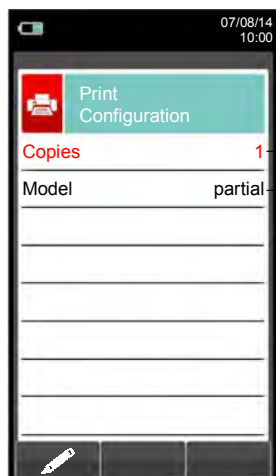 07/08/14
10:00
Print
Configuration
Copies 1
Model partial